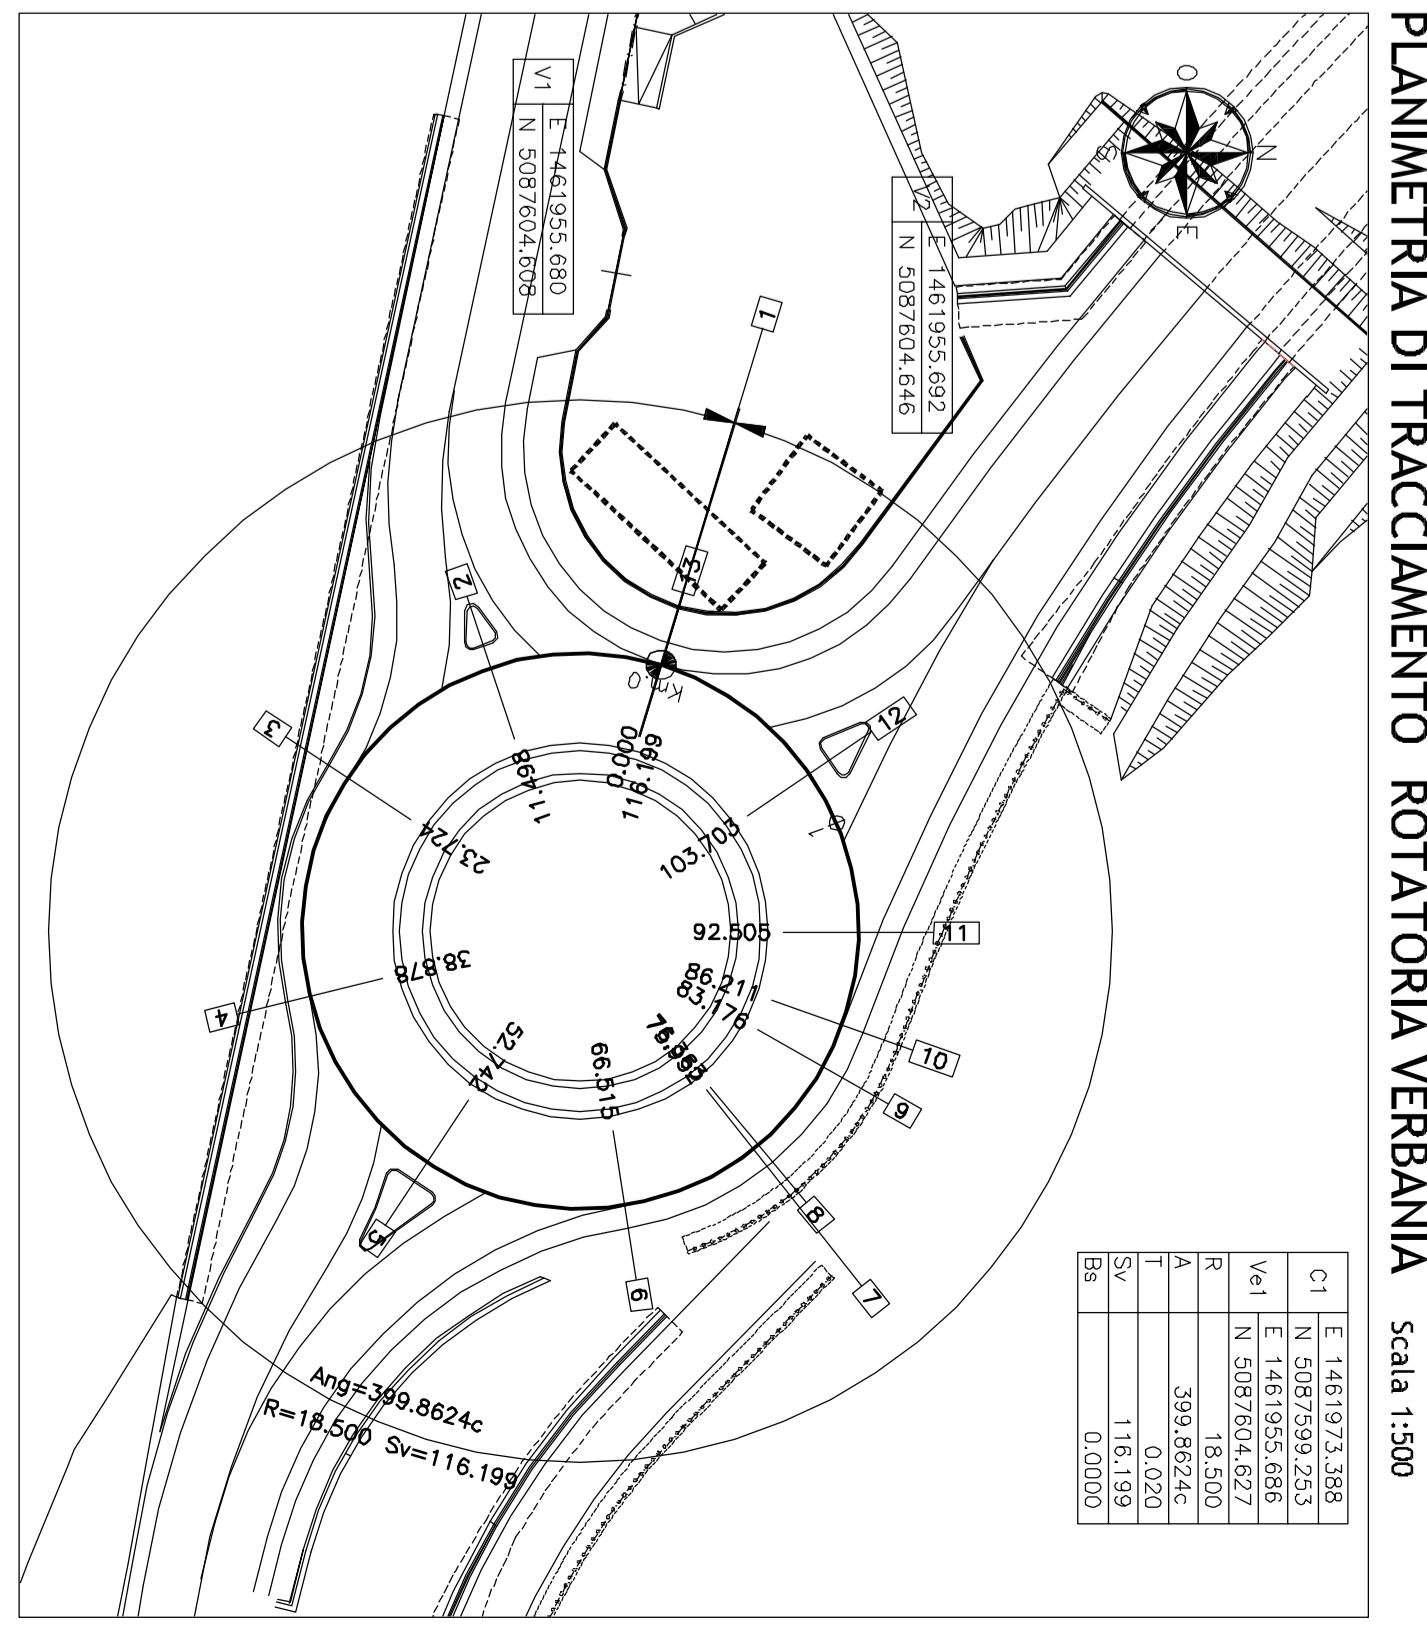 PLANIMETRIA DI TRACCIAMENTO ROTATORIA VERBANIA Scala 1:500
V1
E 1461955.680
N 5087604.608
V2
E 1461955.692
N 5087604.646
O
N
S
E
1
13
2
12
3
Km 0
0.000
116.199
11.498
23.724
103.703
11
92.505
38.878
4
86.211
83.176
10
9
52.742
66.515
5
6
8
7
Ang=399.8624c
R=18.500 Sv=116.199
C1
E 1461973.388
N 5087599.253
Ve1
E 1461955.686
N 5087604.627
R 18.500
A 399.8624c
T 0.020
Sv 116.199
Bs 0.0000